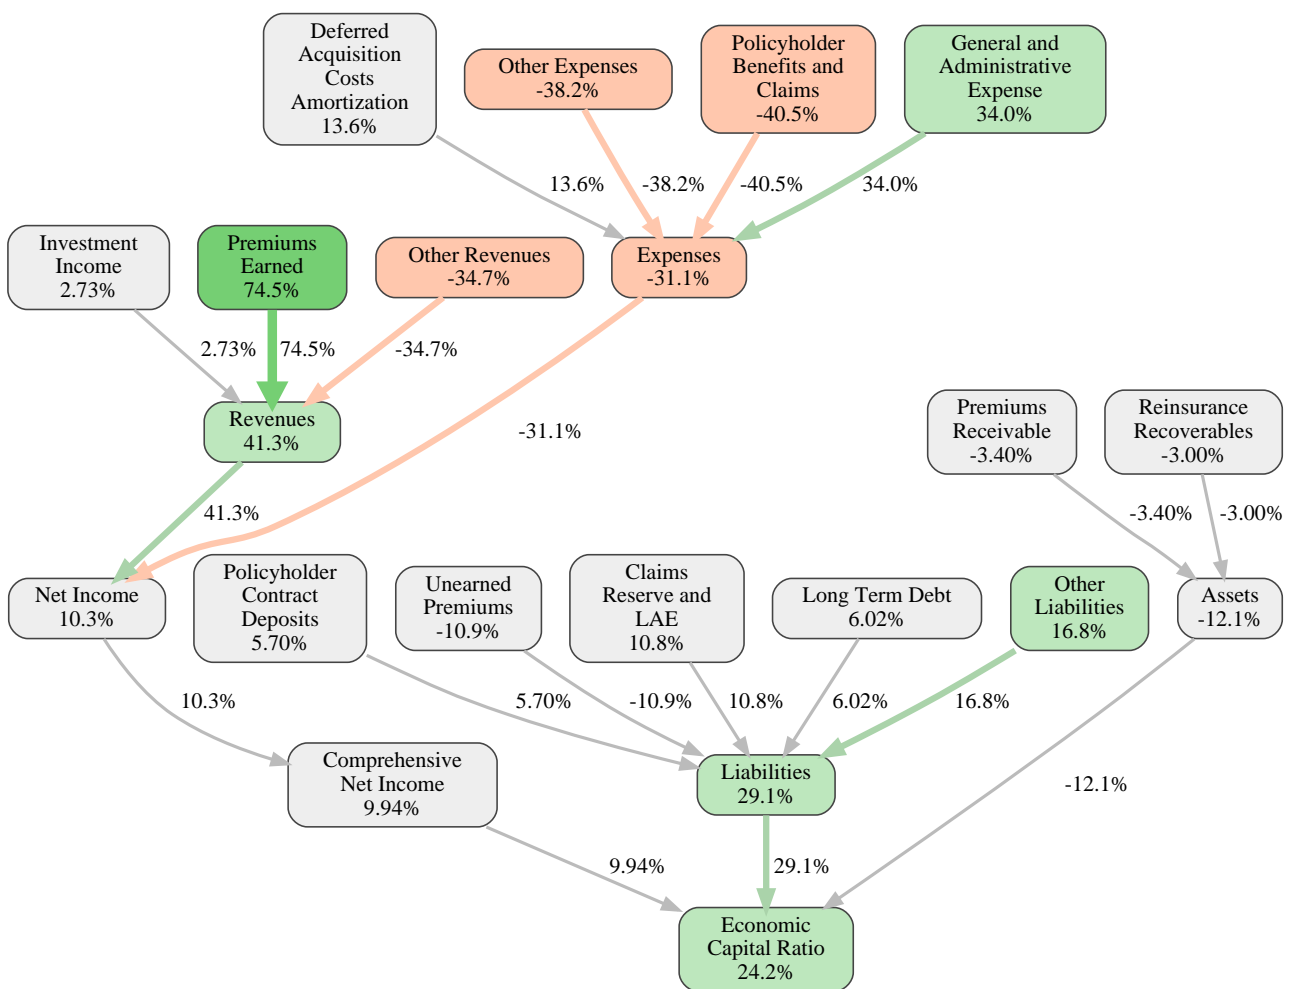 Deferred
Acquisition
Costs
Amortization
13.6%
Other Expenses
-38.2%
Policyholder
Benefits and
Claims
-40.5%
General and
Administrative
Expense
34.0%
13.6%
-38.2%
-40.5%
34.0%
Investment
Income
2.73%
Premiums
Earned
74.5%
Other Revenues
-34.7%
Expenses
-31.1%
2.73%
74.5%
-34.7%
-31.1%
Revenues
41.3%
Premiums
Receivable
-3.40%
Reinsurance
Recoverables
-3.00%
41.3%
-3.40%
-3.00%
Net Income
10.3%
Policyholder
Contract
Deposits
5.70%
Unearned
Premiums
-10.9%
Claims
Reserve and
LAE
10.8%
Long Term Debt
6.02%
Other
Liabilities
16.8%
Assets
-12.1%
10.3%
5.70%
-10.9%
10.8%
6.02%
16.8%
Comprehensive
Net Income
9.94%
Liabilities
29.1%
-12.1%
9.94%
29.1%
Economic
Capital Ratio
24.2%